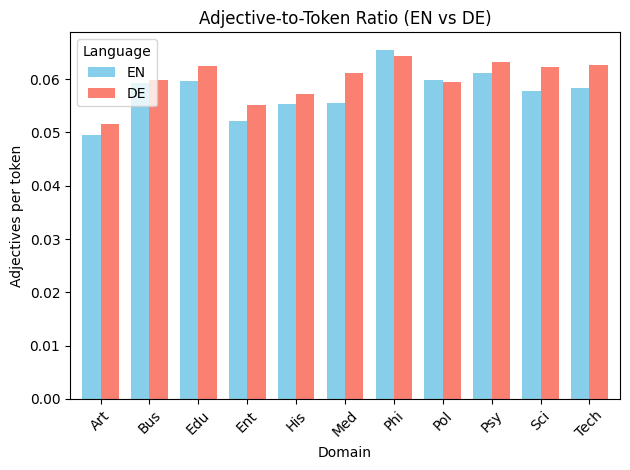 Adjective-to-Token Ratio (EN vs DE)
Language
EN
DE
Adjectives per token
0.06
0.05
0.04
0.03
0.02
0.01
0.00
Art Bus Edu Ent His Med Phi Pol Psy Sci Tech
Domain